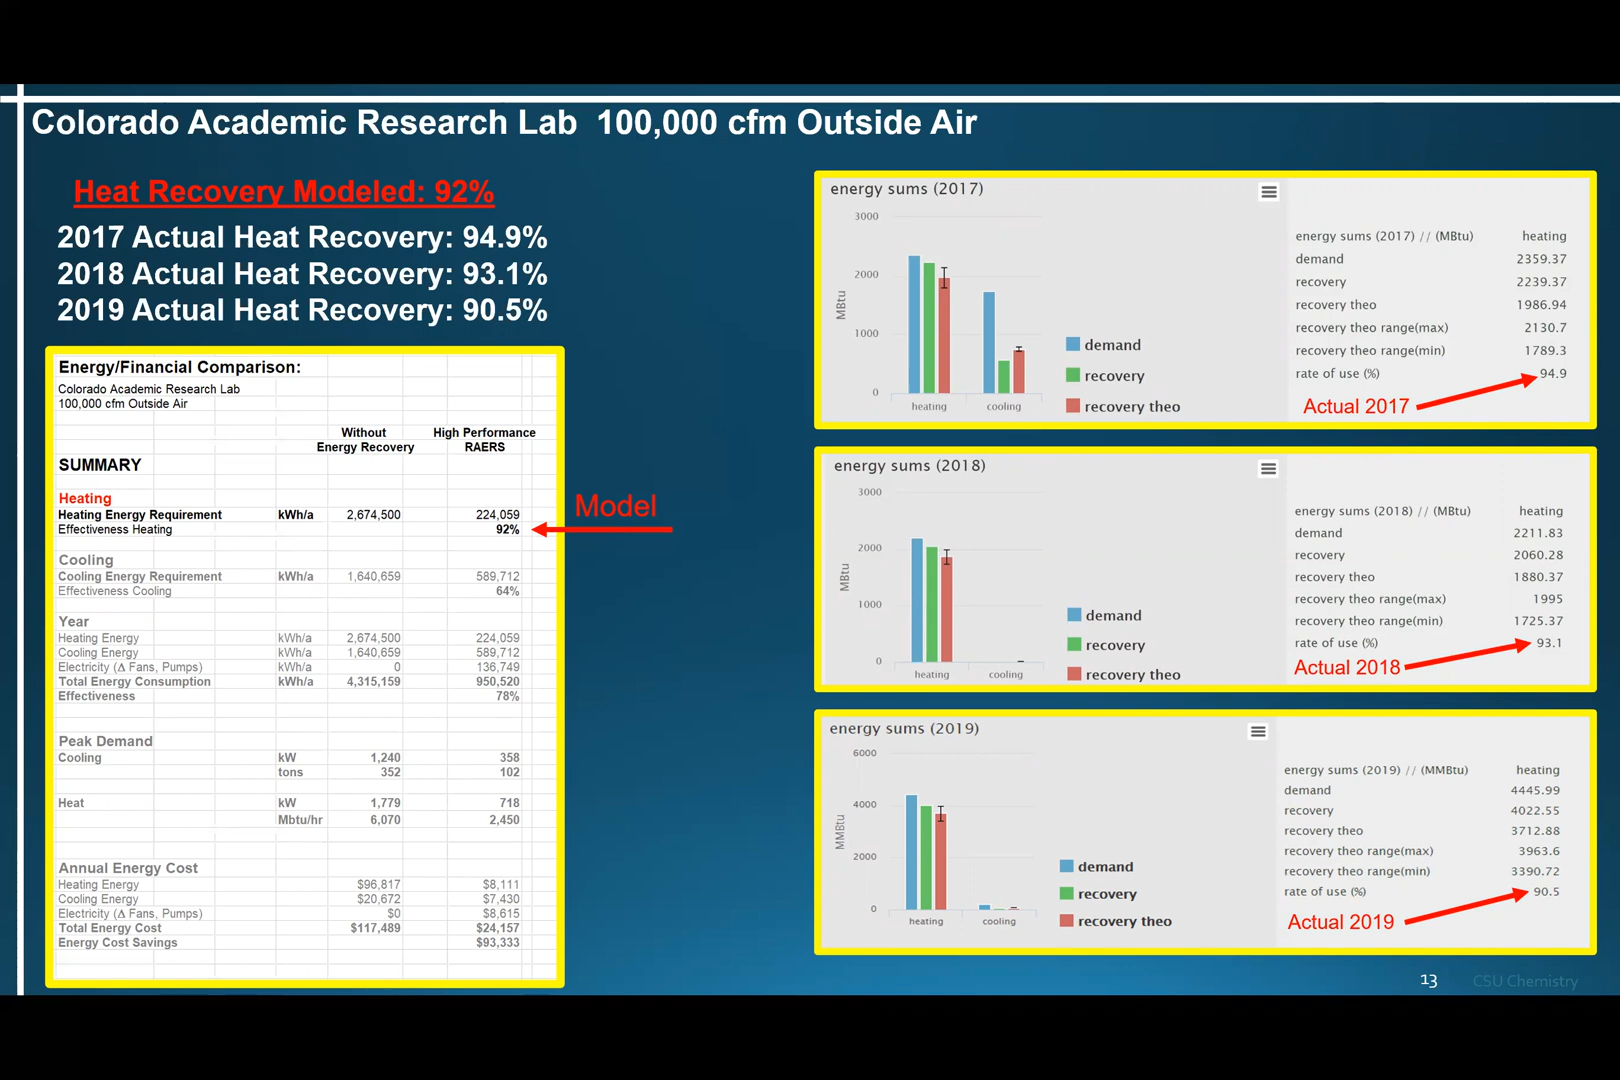 Colorado Academic Research Lab 100,000 cfm Outside Air
Heat Recovery Modeled: 92%
2017 Actual Heat Recovery: 94.9%
2018 Actual Heat Recovery: 93.1%
2019 Actual Heat Recovery: 90.5%
Energy/Financial Comparison:
Colorado Academic Research Lab
100,000 cfm Outside Air
Without High Performance
Energy Recovery RAERS
SUMMARY
Heating
Heating Energy Requirement kWh/a 2,674,500 224,059
Effectiveness Heating 92%
Cooling
Cooling Energy Requirement kWh/a 1,640,659 589,712
Effectiveness Cooling 64%
Year
Heating Energy kWh/a 2,674,500 224,059
Cooling Energy kWh/a 1,640,659 589,712
Electricity (Δ Fans, Pumps) kWh/a 0 136,749
Total Energy Consumption kWh/a 4,315,159 950,520
Effectiveness 78%
Peak Demand
Cooling kW 1,240 358
tons 352 102
Heat kW 1,779 718
Mbtu/hr 6,070 2,450
Annual Energy Cost
Heating Energy $96,817 $8,111
Cooling Energy $20,672 $7,430
Electricity (Δ Fans, Pumps) $0 $8,615
Total Energy Cost $117,489 $24,157
Energy Cost Savings $93,333
Model
energy sums (2017)
3000
2000
1000
0
MBtu
heating cooling
demand
recovery
recovery theo
energy sums (2017) // (MBtu) heating
demand 2359.37
recovery 2239.37
recovery theo 1986.94
recovery theo range(max) 2130.7
recovery theo range(min) 1789.3
rate of use (%) 94.9
Actual 2017
energy sums (2018)
3000
2000
1000
0
MBtu
heating cooling
demand
recovery
recovery theo
energy sums (2018) // (MBtu) heating
demand 2211.83
recovery 2060.28
recovery theo 1880.37
recovery theo range(max) 1995
recovery theo range(min) 1725.37
rate of use (%) 93.1
Actual 2018
energy sums (2019)
6000
4000
2000
0
MMBtu
heating cooling
demand
recovery
recovery theo
energy sums (2019) // (MMBtu) heating
demand 4445.99
recovery 4022.55
recovery theo 3712.88
recovery theo range(max) 3963.6
recovery theo range(min) 3390.72
rate of use (%) 90.5
Actual 2019
13 CSU Chemistry